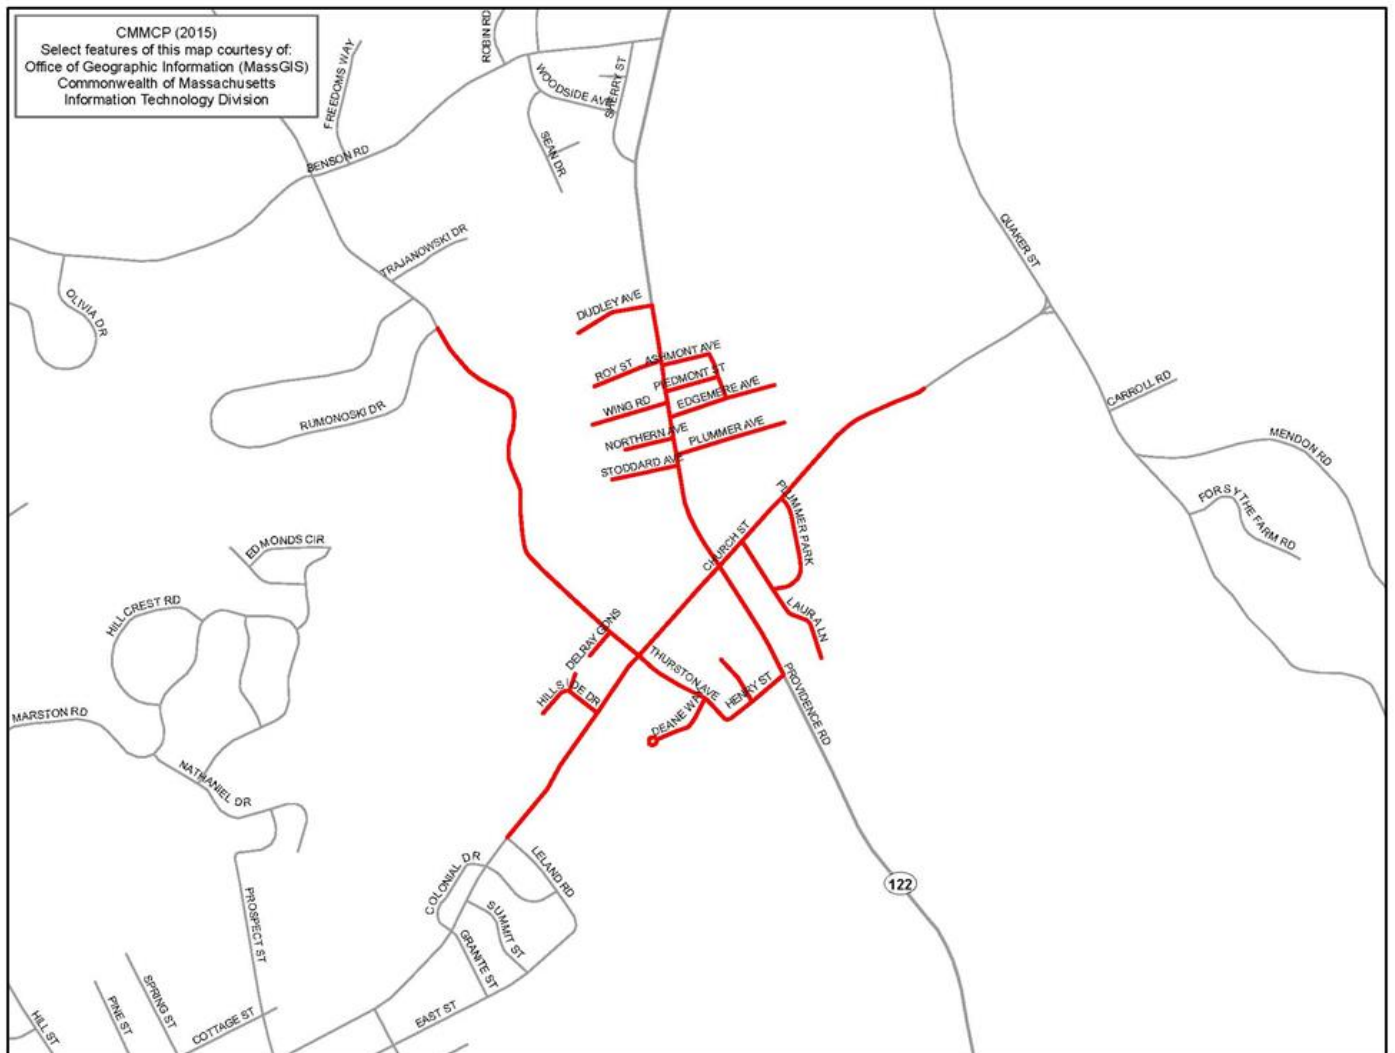 CMMCP (2015)
Select features of this map courtesy of:
Office of Geographic Information (MassGIS)
Commonwealth of Massachusetts
Information Technology Division
ROBIN RD
FREEDOMS WAY
WOODSIDE AVE
SHERRY ST
SEAN DR
BENSON RD
QUAKER ST
TRAJANOWSKI DR
OLIVIA DR
DUDLEY AVE
ASHMONT AVE
ROY ST
PIEDMONT ST
EDGEMERE AVE
WING RD
RUMONOSKI DR
CARROLL RD
NORTHERN AVE
PLUMMER AVE
MENDON RD
STODDARD AVE
PLUMMER PARK
FORSYTHE FARM RD
EDMONDS CIR
CHURCH ST
HILLCREST RD
LAURA LN
DELRAY GDNS
THURSTON AVE
HILLSIDE DR
HENRY ST
PROVIDENCE RD
DEANE WAY
MARSTON RD
NATHANIEL DR
COLONIAL DR
LELAND RD
122
PROSPECT ST
SUMMIT ST
GRANITE ST
SPRING ST
PINE ST
HILL ST
COTTAGE ST
EAST ST